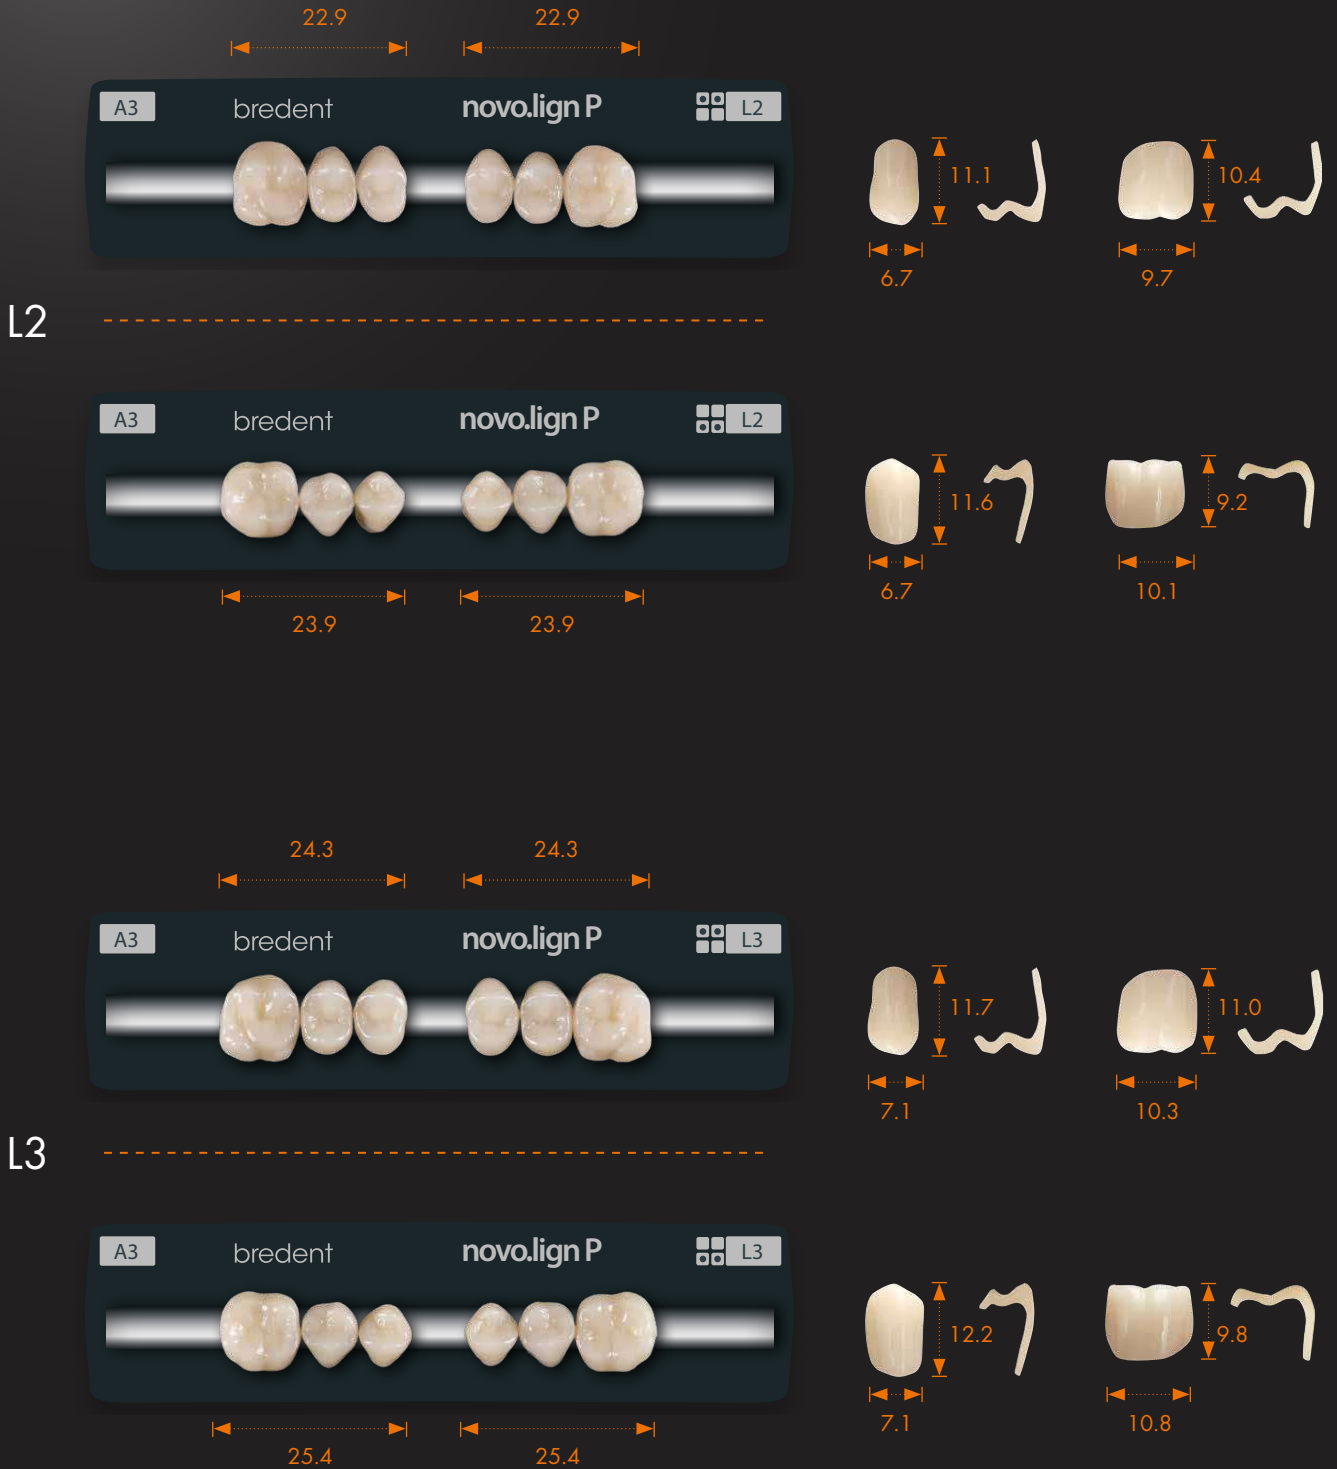 22.9 22.9
A3 bredent novo.lign P L2
11.1 10.4
6.7 9.7
L2
A3 bredent novo.lign P L2
11.6 9.2
6.7 10.1
23.9 23.9
24.3 24.3
A3 bredent novo.lign P L3
11.7 11.0
7.1 10.3
L3
A3 bredent novo.lign P L3
12.2 9.8
7.1 10.8
25.4 25.4